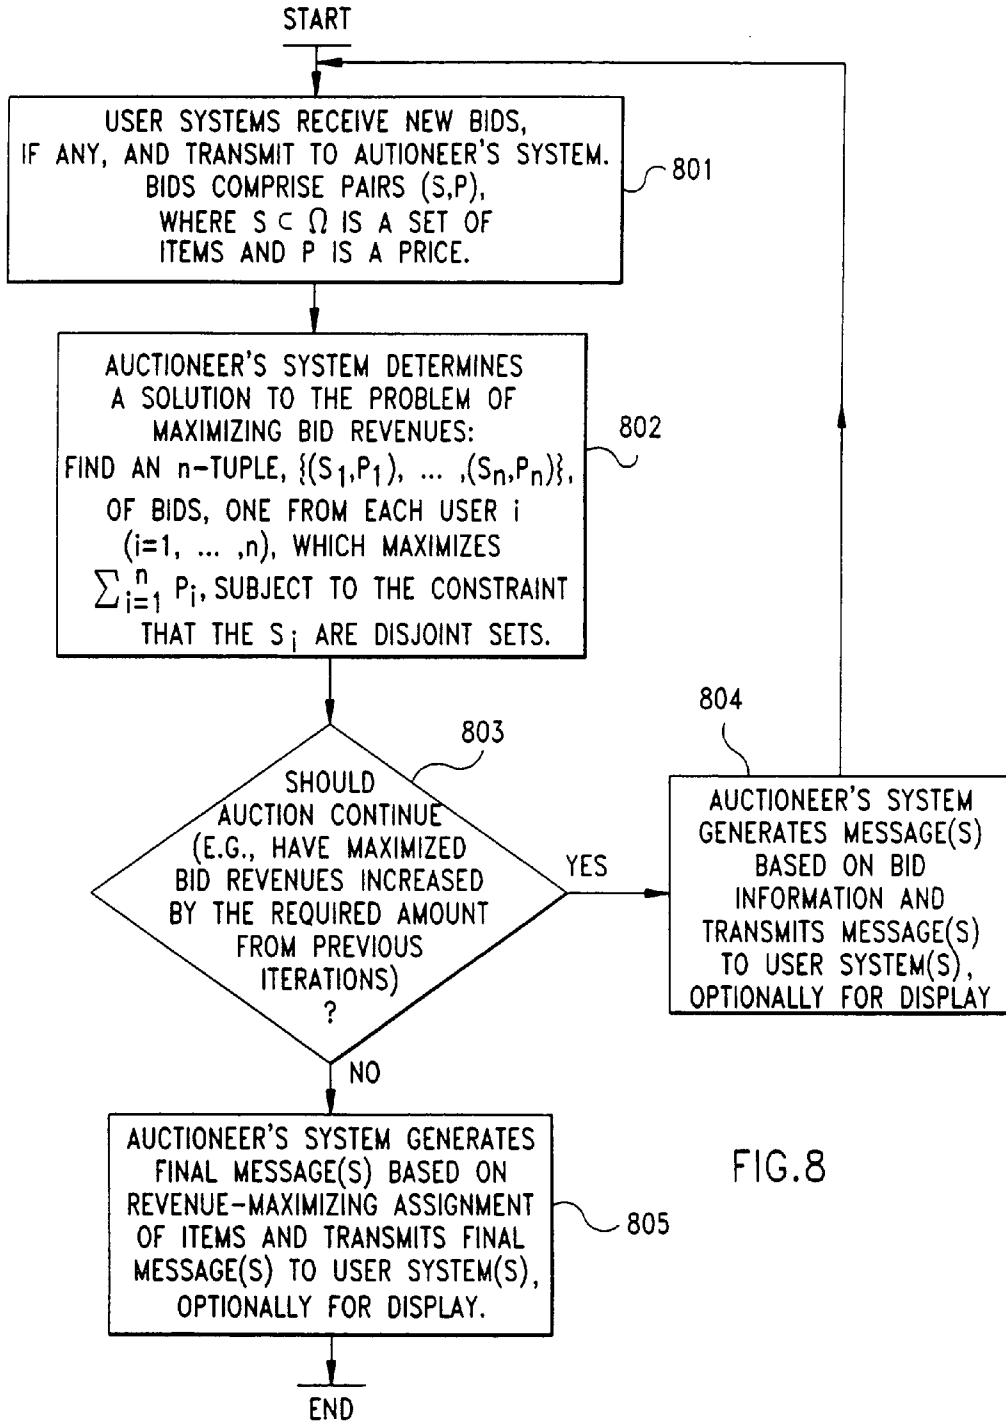 START
USER SYSTEMS RECEIVE NEW BIDS,
IF ANY, AND TRANSMIT TO AUTIONEER'S SYSTEM.
BIDS COMPRISE PAIRS (S,P),
WHERE S ⊂ Ω IS A SET OF
ITEMS AND P IS A PRICE.
801
AUCTIONEER'S SYSTEM DETERMINES
A SOLUTION TO THE PROBLEM OF
MAXIMIZING BID REVENUES:
FIND AN n-TUPLE, {(S₁,P₁), ... ,(Sₙ,Pₙ)},
OF BIDS, ONE FROM EACH USER i
(i=1, ... ,n), WHICH MAXIMIZES
∑ⁿᵢ₌₁ Pᵢ, SUBJECT TO THE CONSTRAINT
THAT THE Sᵢ ARE DISJOINT SETS.
802
803
SHOULD
AUCTION CONTINUE
(E.G., HAVE MAXIMIZED
BID REVENUES INCREASED
BY THE REQUIRED AMOUNT
FROM PREVIOUS
ITERATIONS)
?
YES
804
AUCTIONEER'S SYSTEM
GENERATES MESSAGE(S)
BASED ON BID
INFORMATION AND
TRANSMITS MESSAGE(S)
TO USER SYSTEM(S),
OPTIONALLY FOR DISPLAY
NO
AUCTIONEER'S SYSTEM GENERATES
FINAL MESSAGE(S) BASED ON
REVENUE-MAXIMIZING ASSIGNMENT
OF ITEMS AND TRANSMITS FINAL
MESSAGE(S) TO USER SYSTEM(S),
OPTIONALLY FOR DISPLAY.
805
END
FIG.8